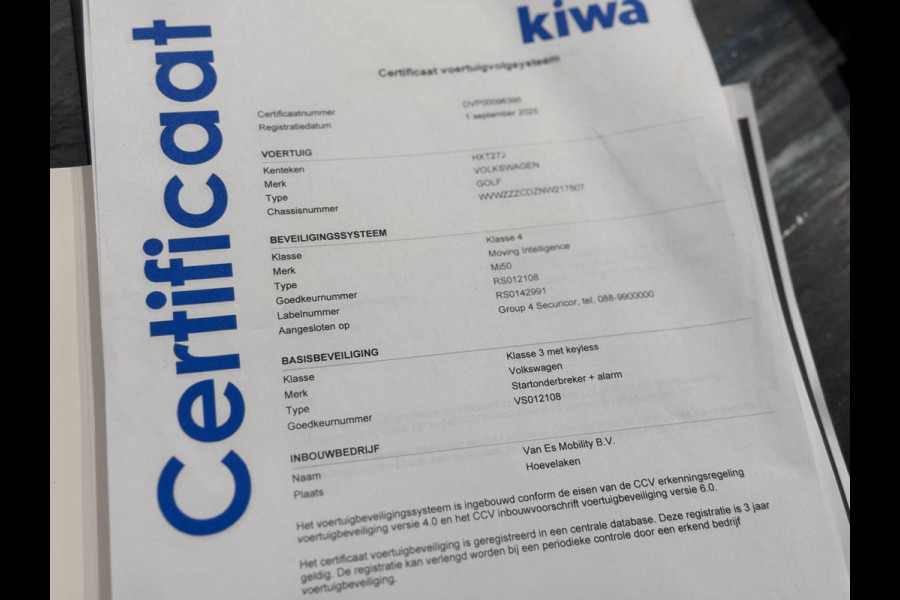 kiwa
Certificaat
Certificaat voertuigvolgsysteem
Certificaatnummer DVP00098395
Registratiedatum 1 september 2025
VOERTUIG
Kenteken HXT27J
Merk VOLKSWAGEN
Type GOLF
Chassisnummer WVWZZZCDZNW217507
BEVEILIGINGSSYSTEEM
Klasse Klasse 4
Merk Moving Intelligence
Type Mi50
Goedkeurnummer RS012108
Labelnummer RS0142991
Aangesloten op Group 4 Securicor, tel. 088-9900000
BASISBEVEILIGING
Klasse Klasse 3 met keyless
Merk Volkswagen
Type Startonderbreker + alarm
Goedkeurnummer VS012108
INBOUWBEDRIJF
Naam Van Es Mobility B.V.
Plaats Hoevelaken
Het voertuigbeveiligingssysteem is ingebouwd conform de eisen van de CCV erkenningsregeling
voertuigbeveiliging versie 4.0 en het CCV inbouwvoorschrift voertuigbeveiliging versie 6.0.
Het certificaat voertuigbeveiliging is geregistreerd in een centrale database. Deze registratie is 3 jaar
geldig. De registratie kan verlengd worden bij een periodieke controle door een erkend bedrijf
voertuigbeveiliging.